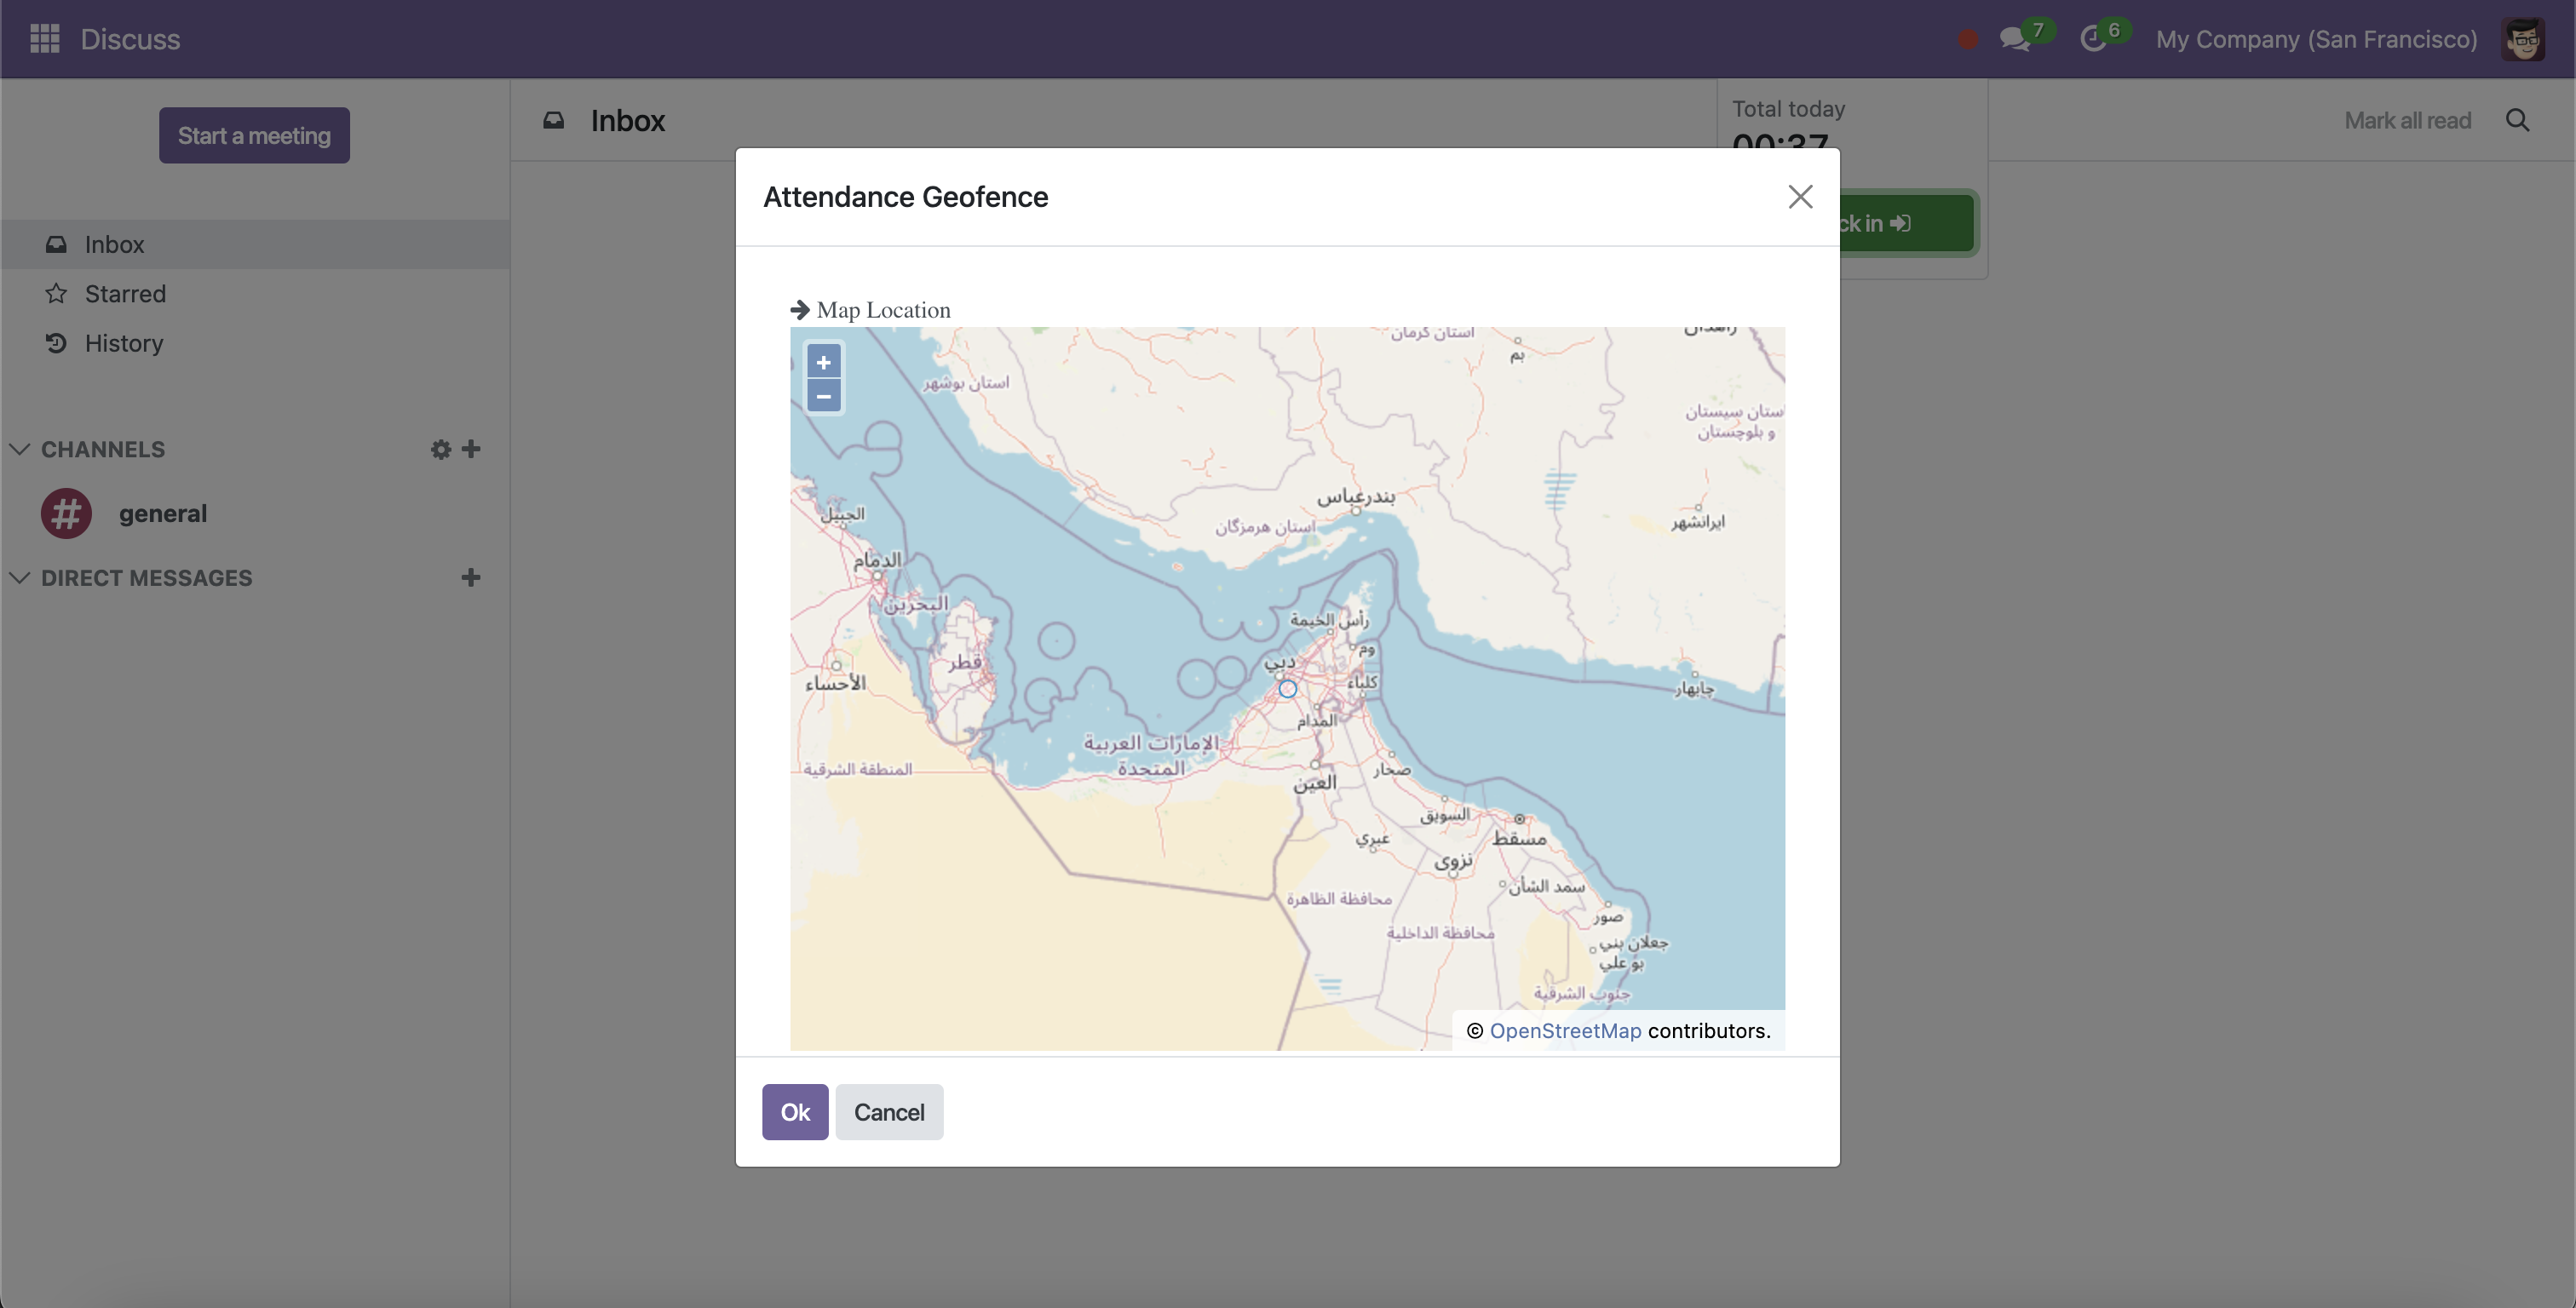 Discuss
7
6
My Company (San Francisco)
Start a meeting
Inbox
Total today
00:37
Mark all read
Attendance Geofence
ck in
Inbox
Starred
History
CHANNELS
general
DIRECT MESSAGES
Map Location
+
−
استان کرمان
بم
زاهدان
استان بوشهر
استان سیستان
و بلوچستان
بندرعباس
استان هرمزگان
ایرانشهر
الجبيل
الدمام
البحرين
رأس الخيمة
قطر
دبي
كلباء
الأحساء
چابهار
المدام
الإمارات العربية
المتحدة
المنطقة الشرقية
العين
صحار
السويق
مسقط
عبري
نزوى
سمد الشأن
محافظة الظاهرة
صور
محافظة الداخلية
جعلان بني
بو علي
جنوب الشرقية
© OpenStreetMap contributors.
Ok
Cancel